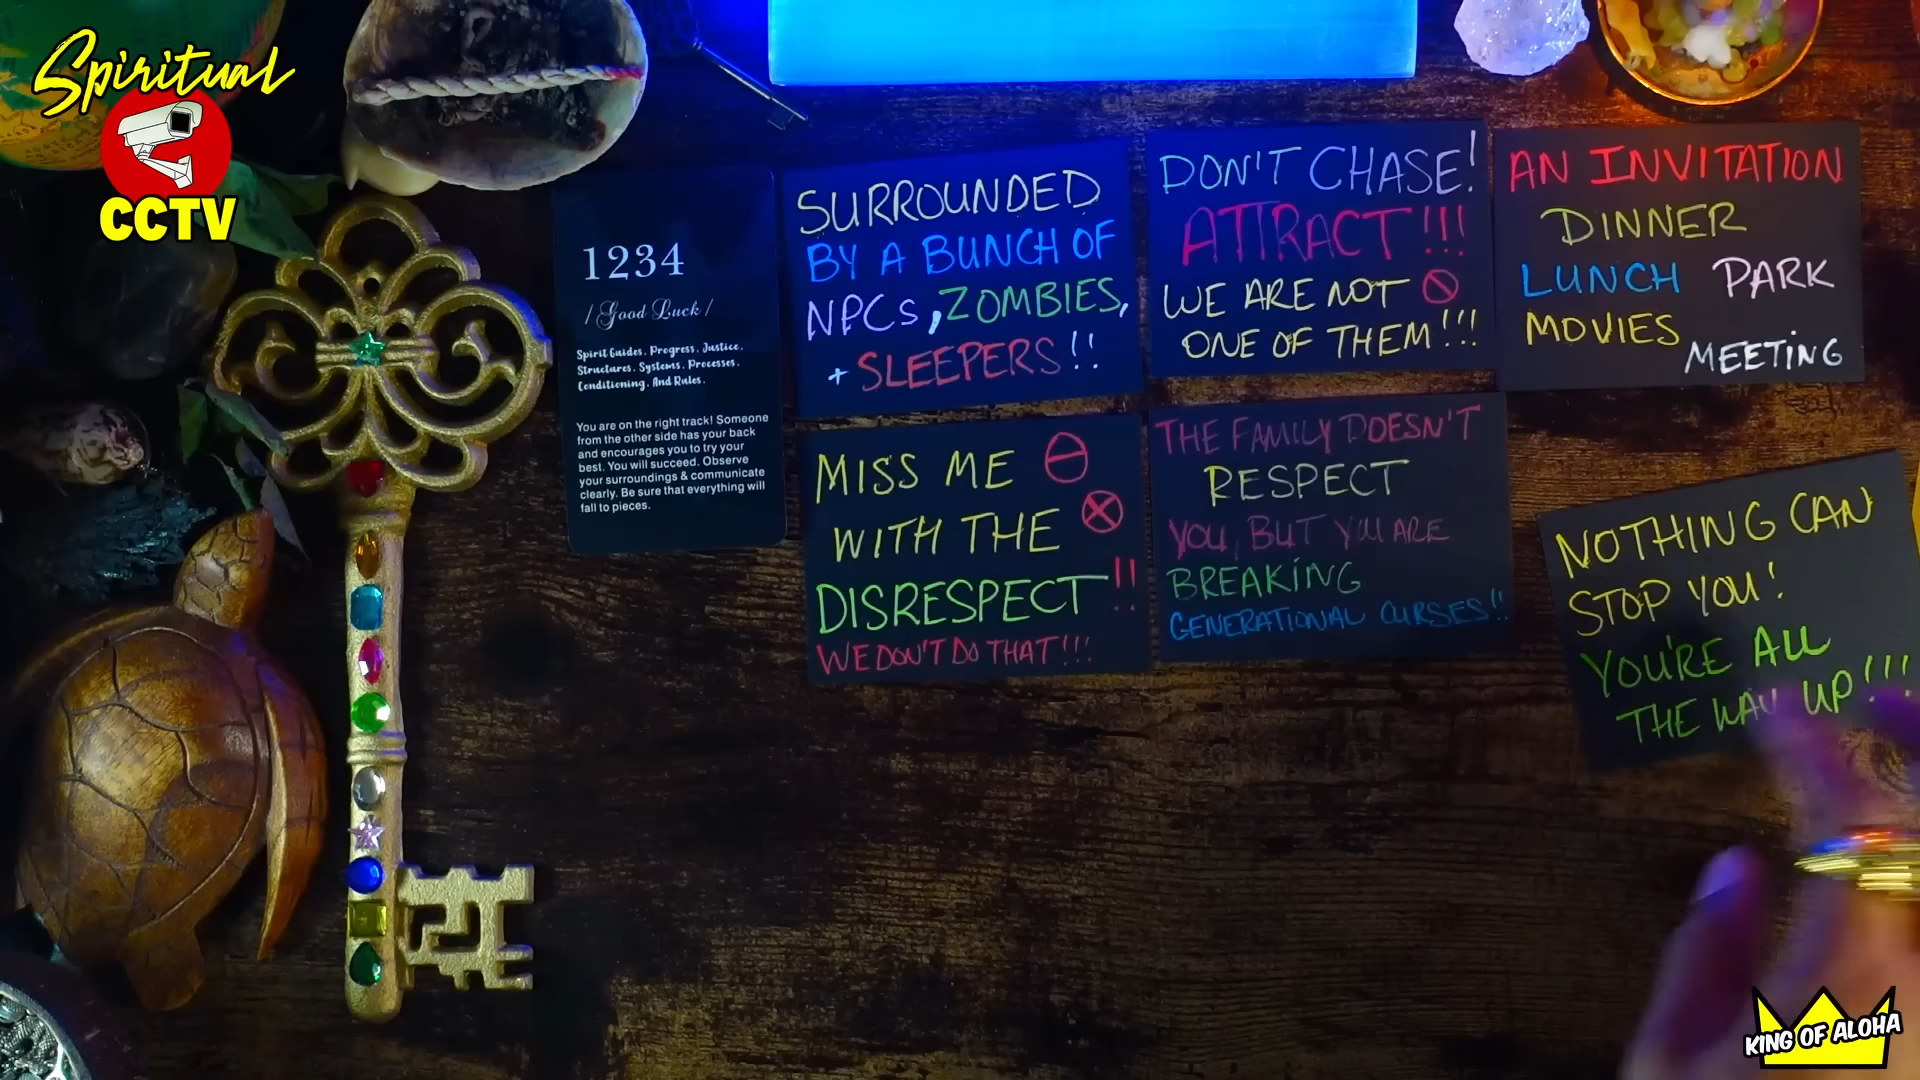 Spiritual
CCTV
1234
/Good Luck/
Spirit Guides. Progress. Justice.
Structures. Systems. Processes.
Conditioning. And Rules.
You are on the right track! Someone
from the other side has your back
and encourages you to try your
best. You will succeed. Observe
your surroundings & communicate
clearly. Be sure that everything will
fall to pieces.
SURROUNDED
BY A BUNCH OF
NPCs, ZOMBIES,
+ SLEEPERS!!
DON'T CHASE!
ATTRACT!!!
WE ARE NOT
ONE OF THEM!!!
AN INVITATION
DINNER
LUNCH PARK
MOVIES
MEETING
MISS ME
WITH THE
DISRESPECT!!
WE DON'T DO THAT!!!
THE FAMILY DOESN'T
RESPECT
YOU, BUT YOU ARE
BREAKING
GENERATIONAL CURSES!!
NOTHING CAN
STOP YOU!
YOU'RE ALL
THE WAY UP!!!
KING OF ALOHA